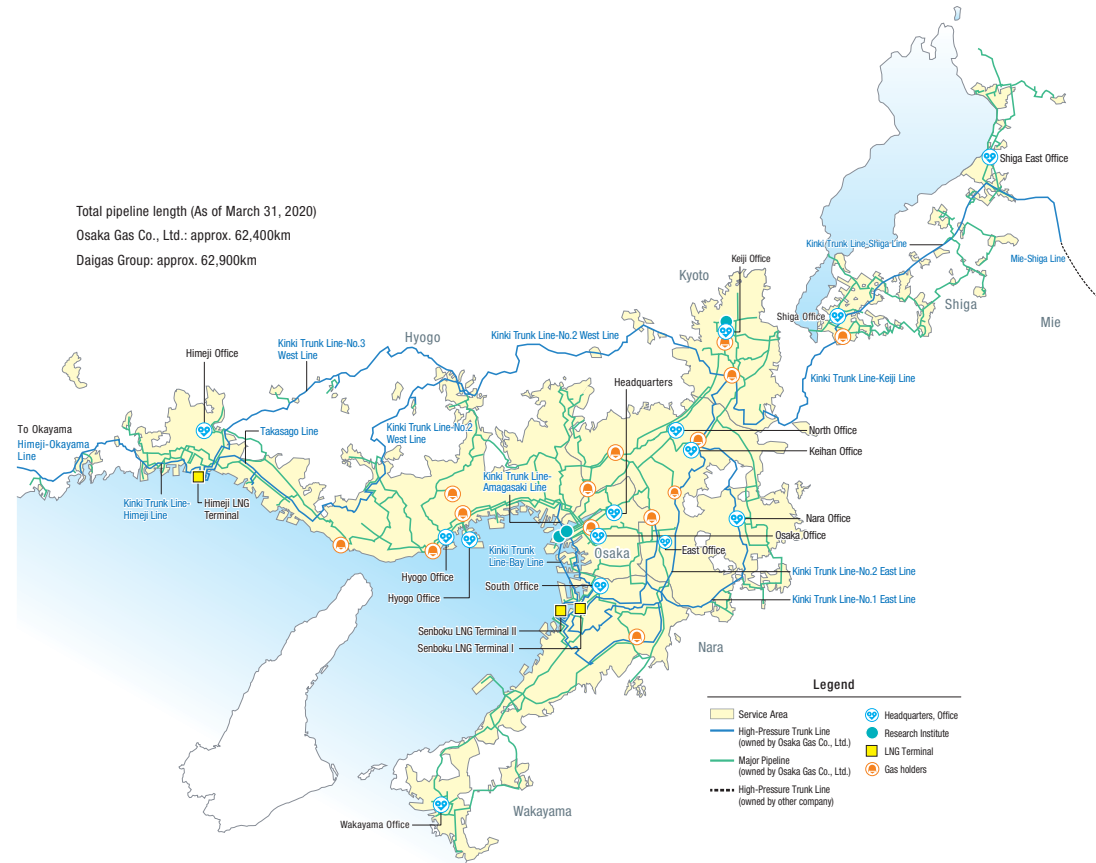 Total pipeline length (As of March 31, 2020)
Osaka Gas Co., Ltd.: approx. 62,400km
Daigas Group: approx. 62,900km
Shiga East Office
Kinki Trunk Line-Shiga Line
Mie-Shiga Line
Keiji Office
Kyoto
Shiga Office
Shiga
Mie
Hyogo
Kinki Trunk Line-No.2 West Line
Kinki Trunk Line-No.3
West Line
Himeji Office
Headquarters
Kinki Trunk Line-Keiji Line
To Okayama
Himeji-Okayama
Line
Takasago Line
Kinki Trunk Line-No.2
West Line
North Office
Keihan Office
Kinki Trunk Line-
Amagasaki Line
Kinki Trunk Line-
Himeji Line
Himeji LNG
Terminal
Nara Office
Osaka Office
Osaka
East Office
Kinki Trunk
Line-Bay Line
Hyogo Office
Kinki Trunk Line-No.2 East Line
South Office
Hyogo Office
Kinki Trunk Line-No.1 East Line
Senboku LNG Terminal II
Senboku LNG Terminal I
Nara
Legend
Service Area
High-Pressure Trunk Line
(owned by Osaka Gas Co., Ltd.)
Major Pipeline
(owned by Osaka Gas Co., Ltd.)
High-Pressure Trunk Line
(owned by other company)
Headquarters, Office
Research Institute
LNG Terminal
Gas holders
Wakayama
Wakayama Office